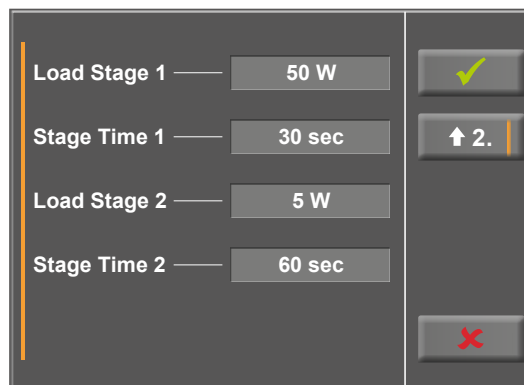 Load Stage 1 50 W
Stage Time 1 30 sec
2.
Load Stage 2 5 W
Stage Time 2 60 sec